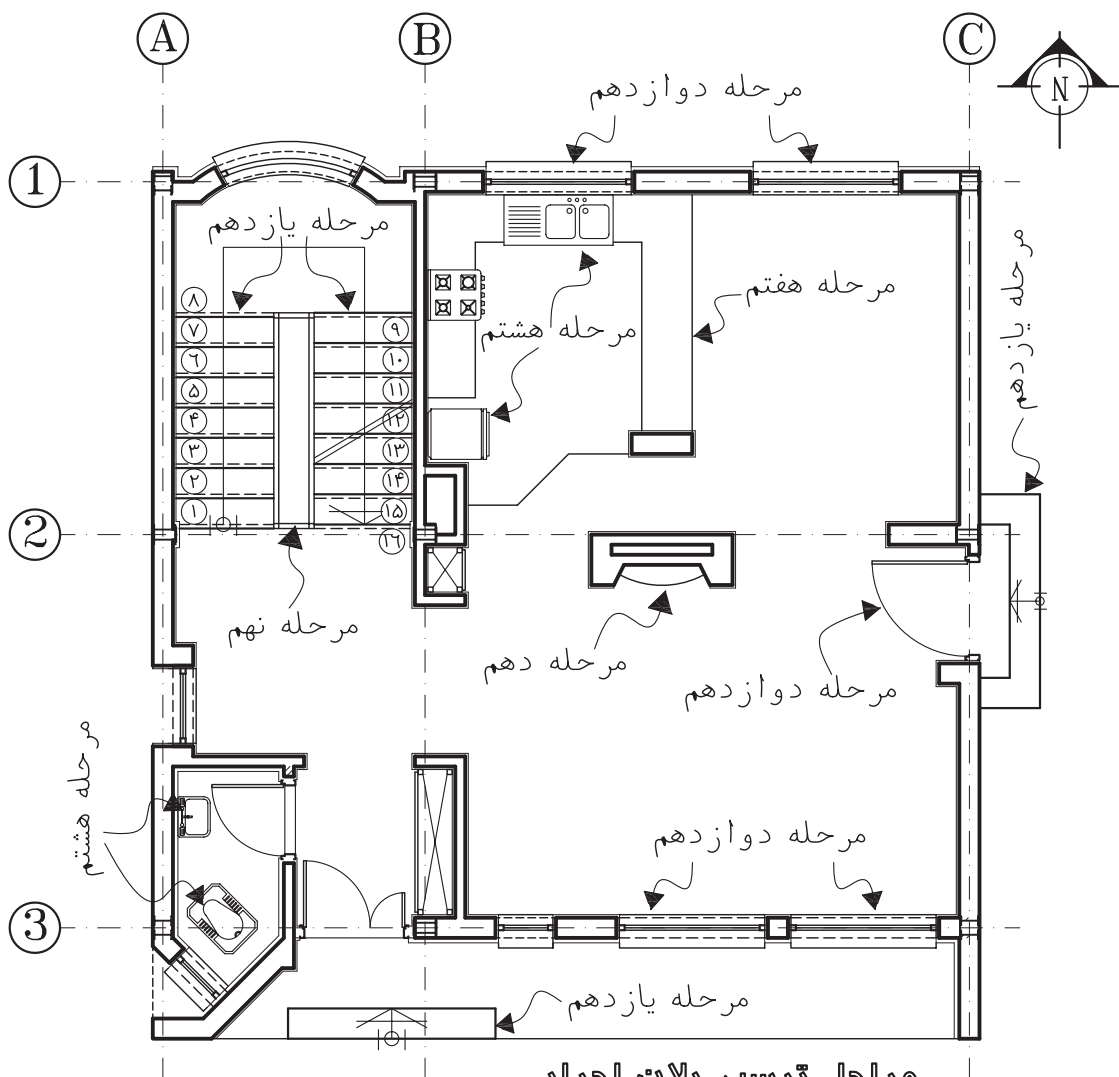 A
B
C
N
مرحله دوازدهم
1
مرحله یازدهم
مرحله یازدهم
مرحله هفتم
مرحله هشتم
۸
۷
۹
۶
۱۰
۵
۱۱
۴
۱۲
۳
۱۳
۲
۱۴
۱
۱۵
۱۶
2
مرحله نهم
مرحله دهم
مرحله دوازدهم
مرحله هشتم
مرحله دوازدهم
3
مرحله یازدهم